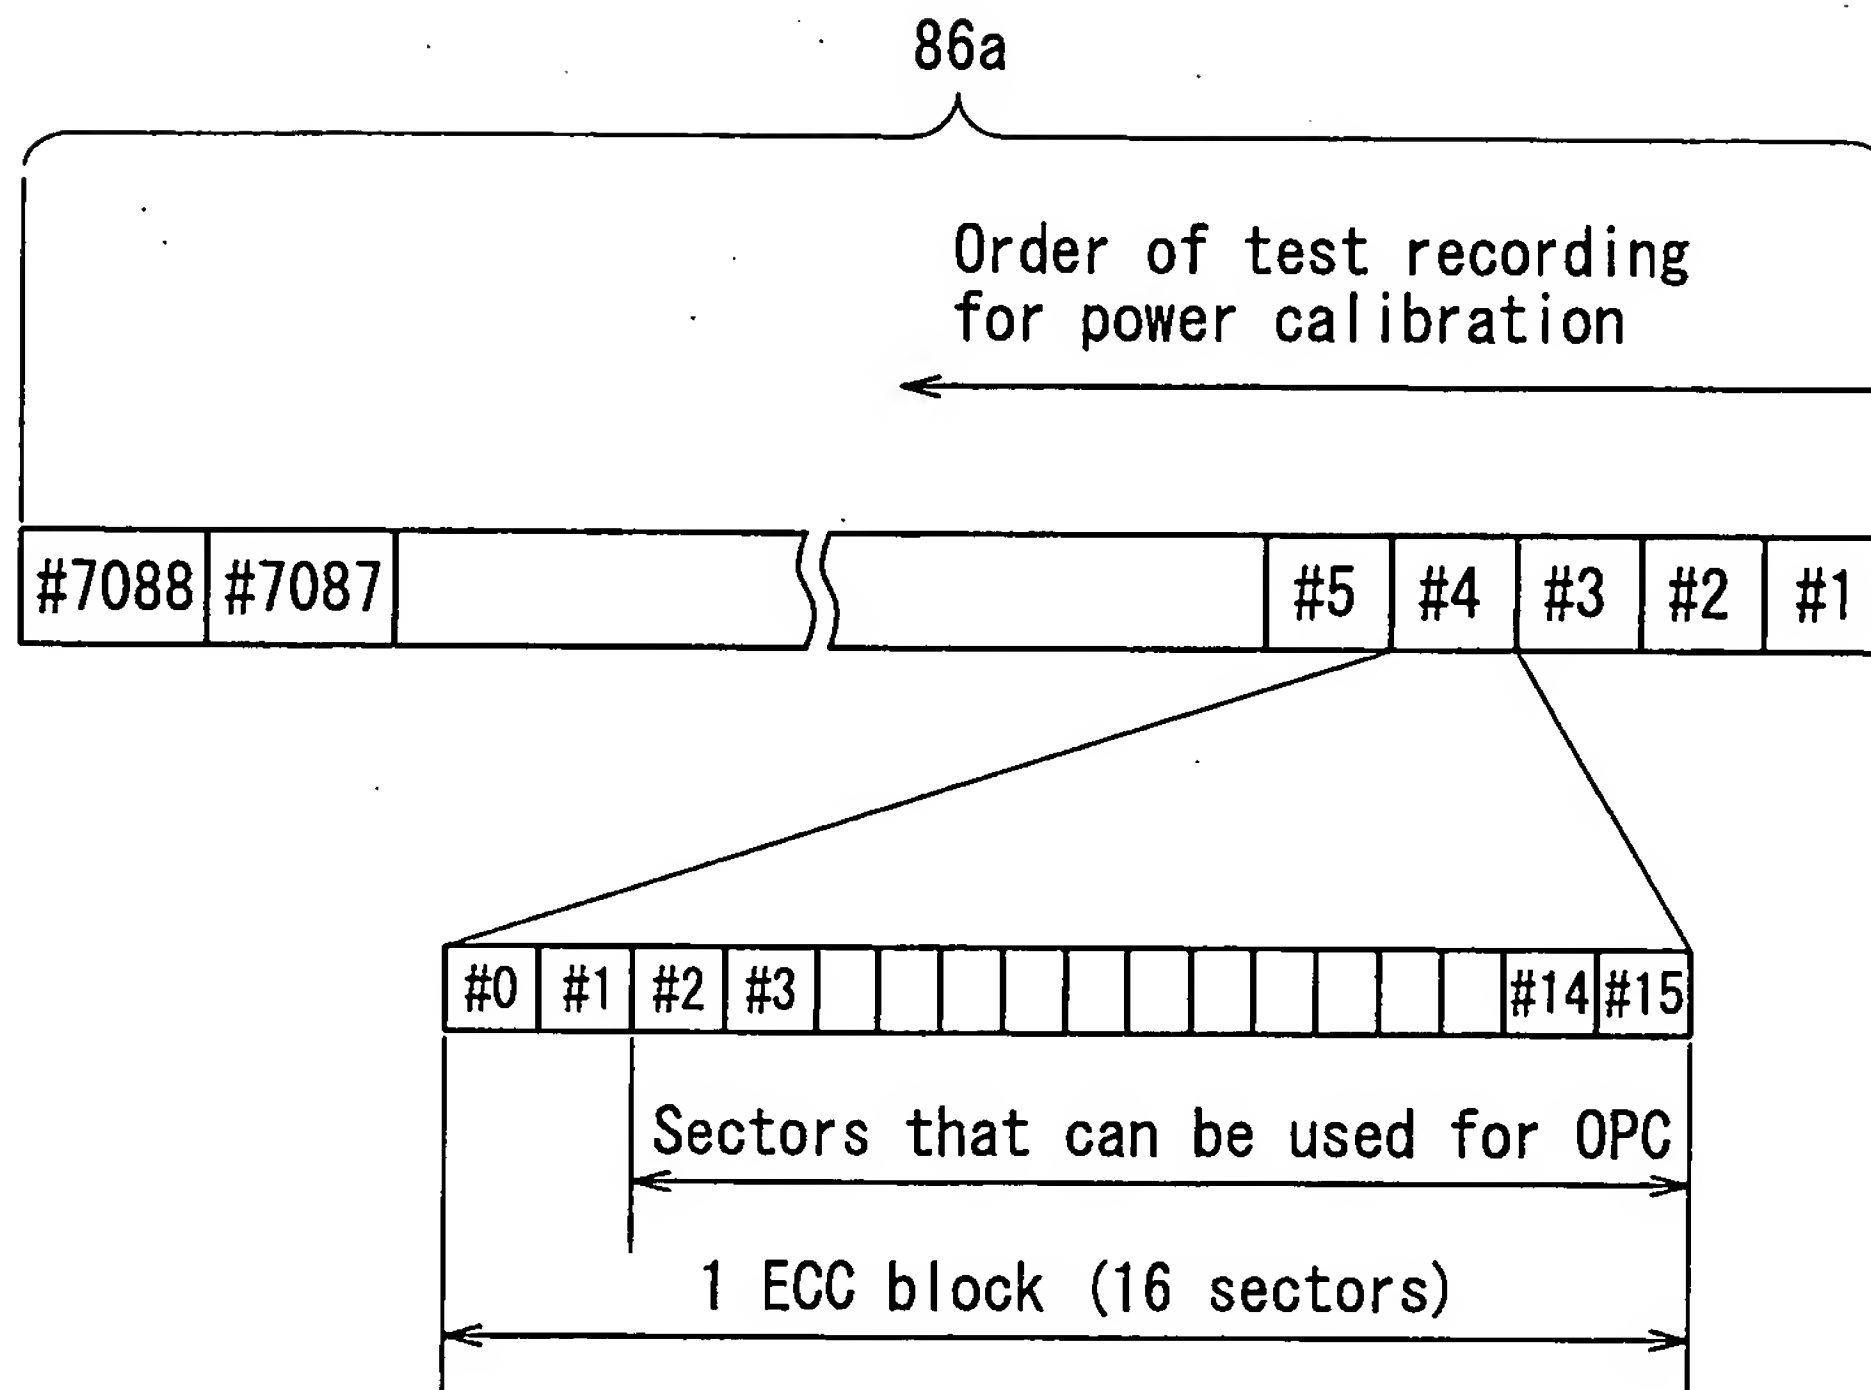 86a
Order of test recording
for power calibration
#7088 #7087 #5 #4 #3 #2 #1
#0 #1 #2 #3 #14 #15
Sectors that can be used for OPC
1 ECC block (16 sectors)